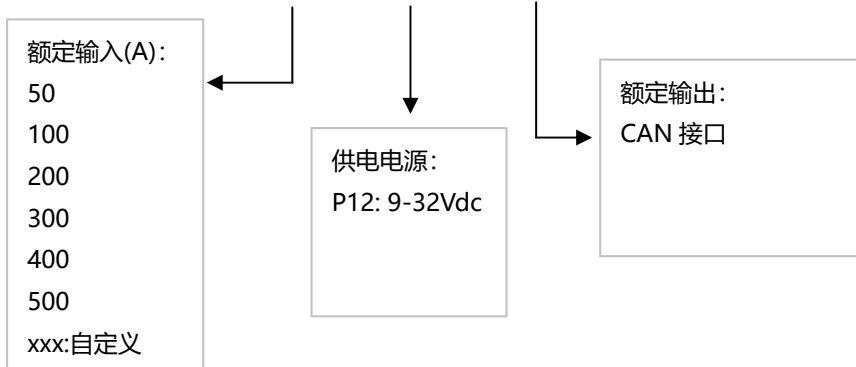 额定输入(A)：
50
100
200
300
400
500
xxx:自定义
供电电源：
P12: 9-32Vdc
额定输出：
CAN 接口